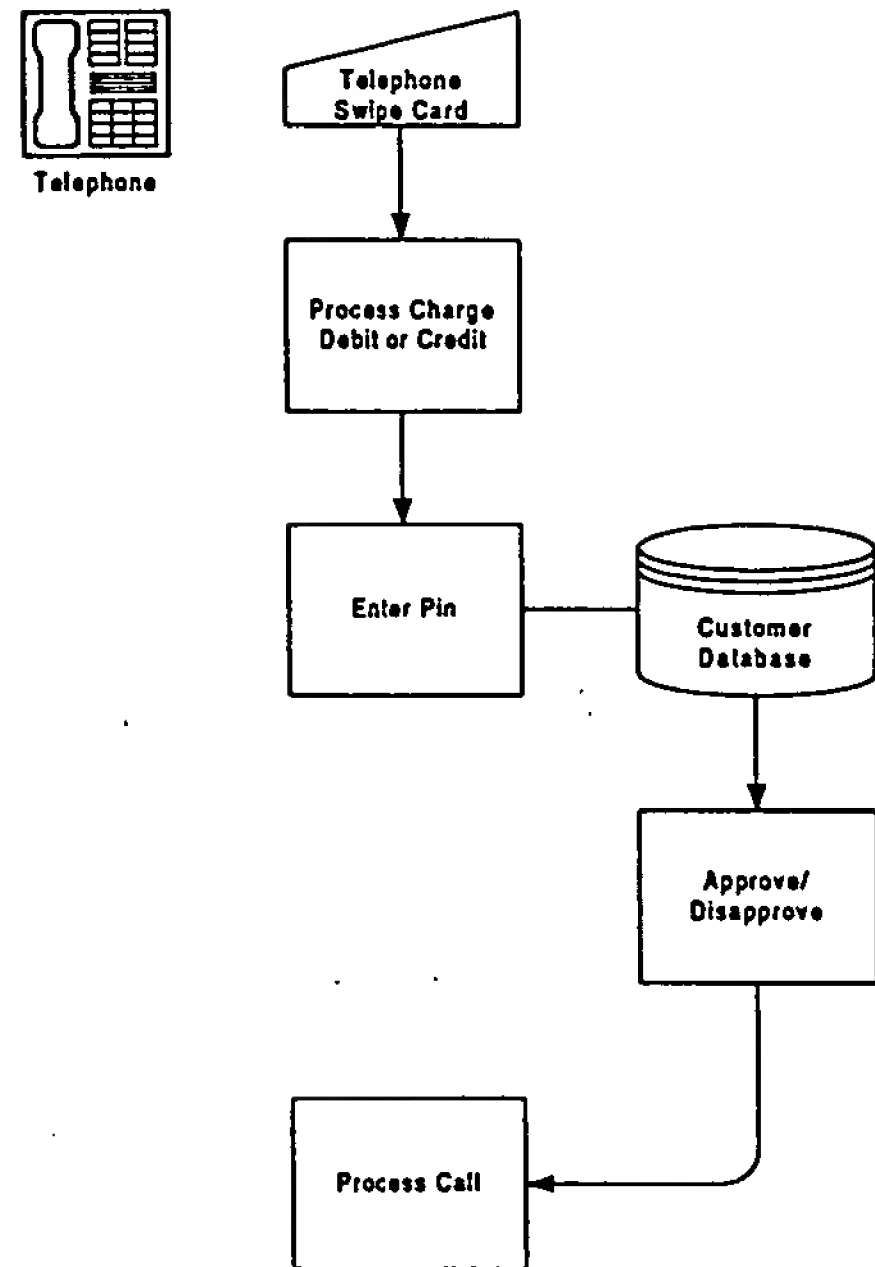 Telephone
Telephone
Swipe Card
Process Charge
Debit or Credit
Enter Pin
Customer
Database
Approve/
Disapprove
Process Call